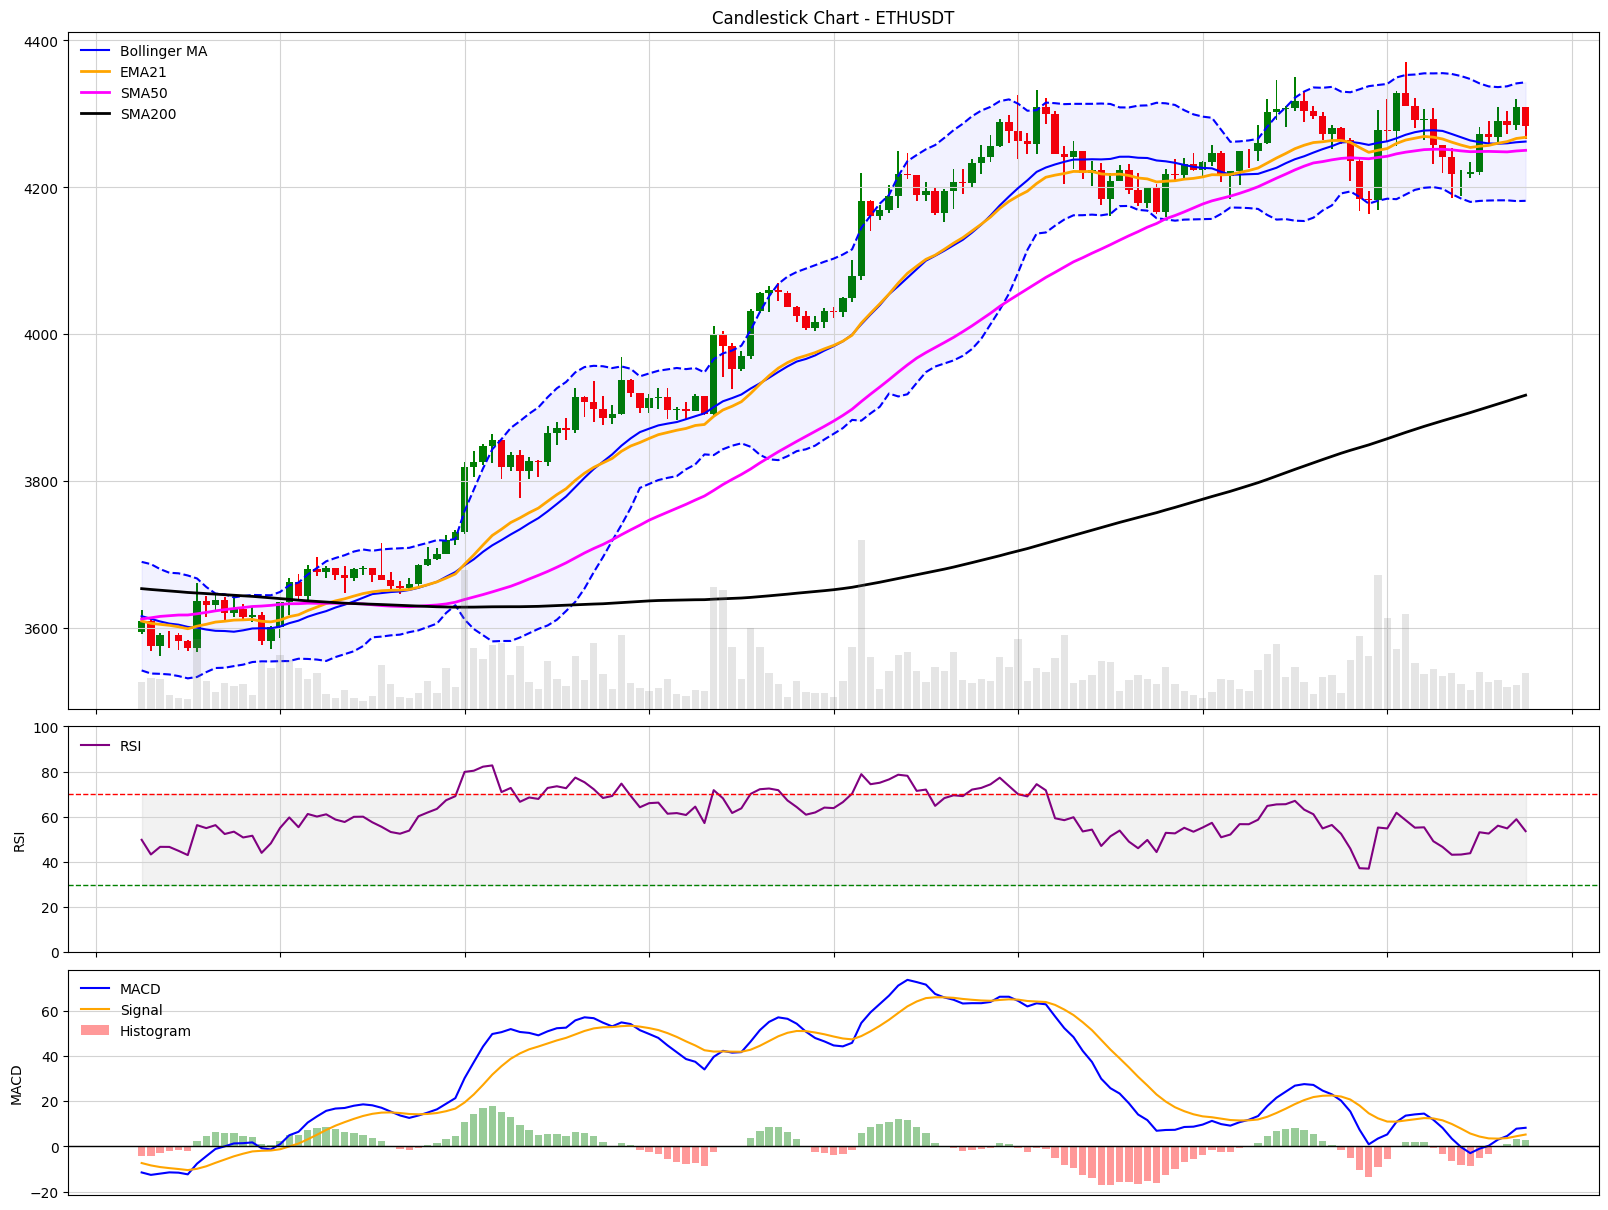 Candlestick Chart - ETHUSDT
4400
4200
4000
3800
3600
Bollinger MA
EMA21
SMA50
SMA200
100
80
60
40
20
0
RSI
RSI
60
40
20
0
−20
MACD
MACD
Signal
Histogram